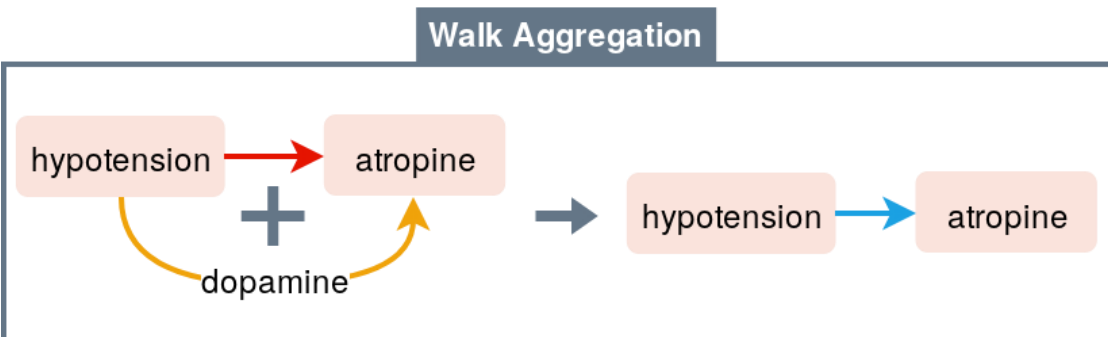 Walk Aggregation
hypotension
atropine
dopamine
hypotension
atropine